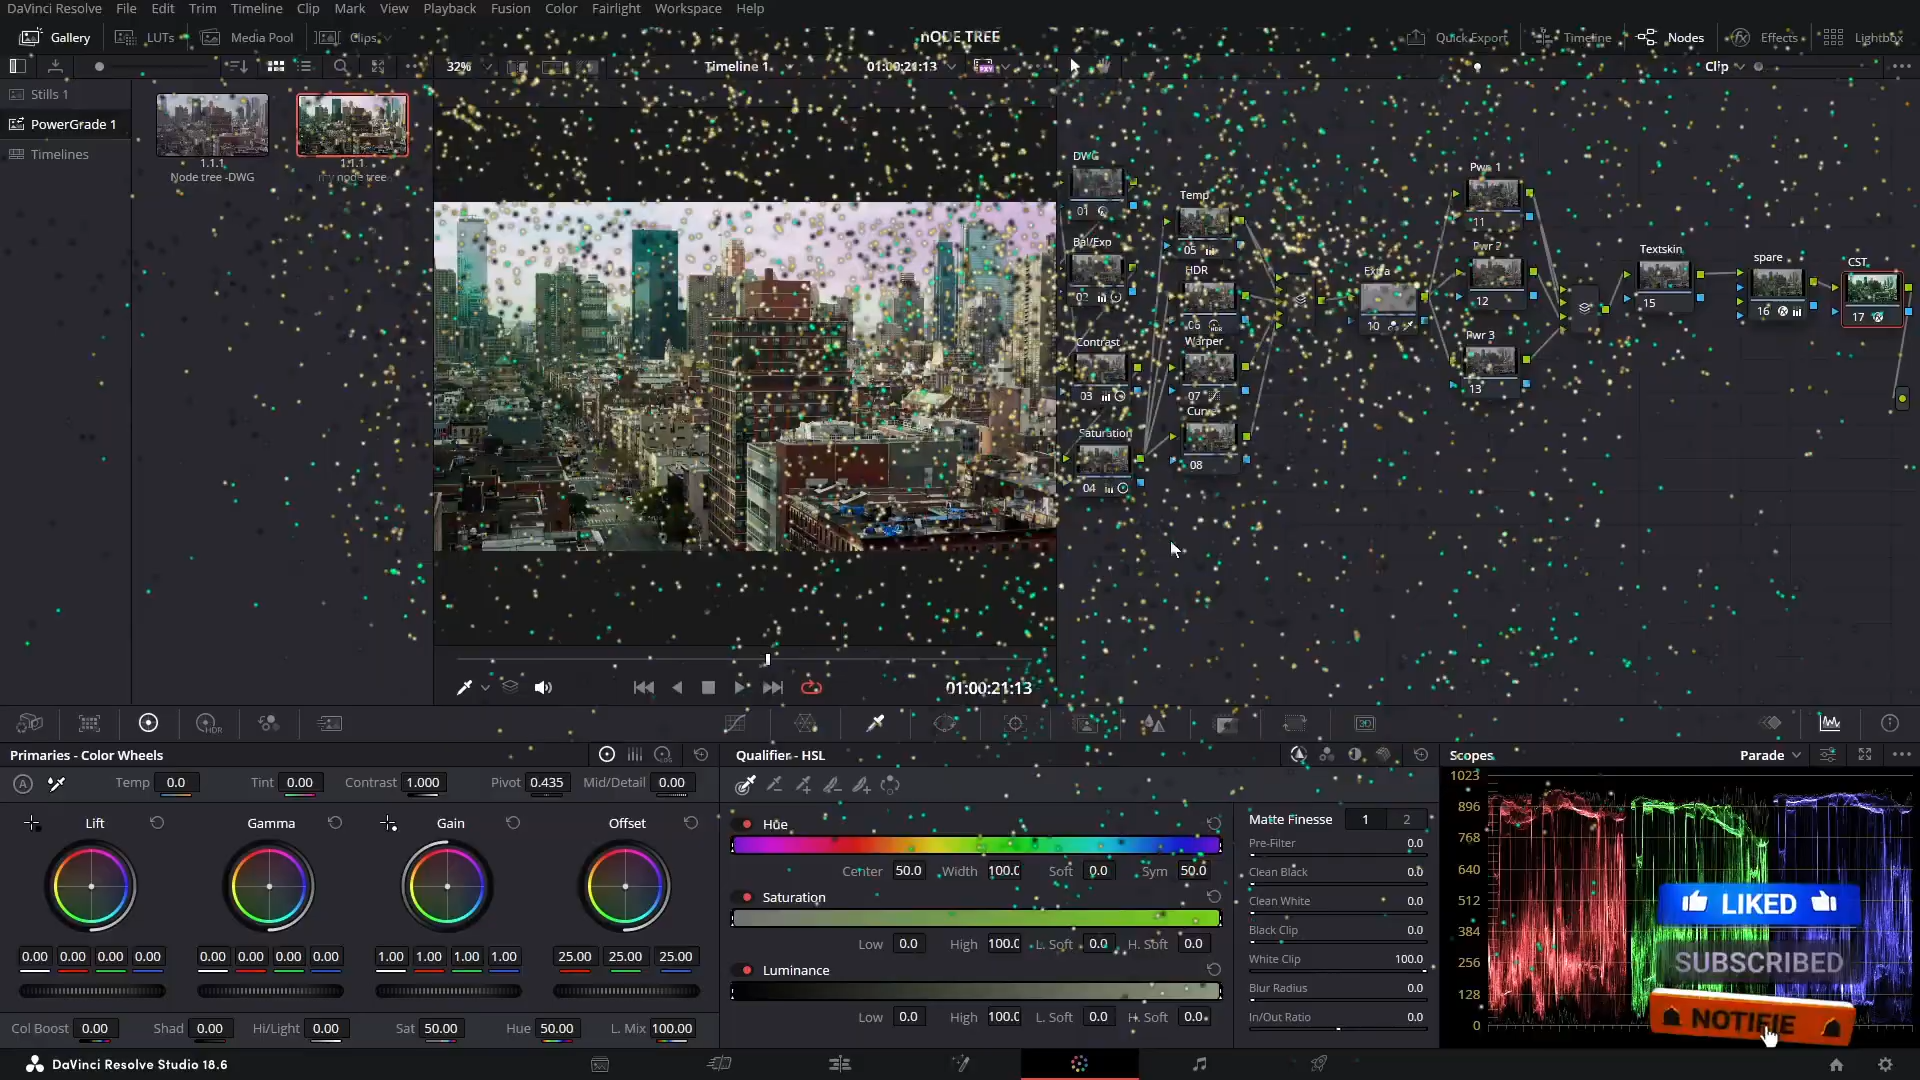 DaVinci Resolve File Edit Trim Timeline Clip Mark View Playback Fusion Color Fairlight Workspace Help
Gallery LUTs Media Pool Clips nODE TREE Quick Export Timeline Nodes Effects Lightbox
32% Timeline 1 01:00:21:13 Clip
Stills 1
PowerGrade 1
Timelines
1.1.1 1.1.1
Node tree -DWG my node tree
DWG
01
Bal/Exp
02
Contrast
03
Saturation
04
Temp
05
HDR
06
Warper
07
08
Extra
10
Pwr 1
11
Pwr 2
12
Pwr 3
13
Textskin
15
spare
16
CST
17
01:00:21:13
Primaries - Color Wheels
Temp 0.0 Tint 0.00 Contrast 1.000 Pivot 0.435 Mid/Detail 0.00
Lift Gamma Gain Offset
0.00 0.00 0.00 0.00 0.00 0.00 0.00 0.00 1.00 1.00 1.00 1.00 25.00 25.00 25.00
Col Boost 0.00 Shad 0.00 Hi/Light 0.00 Sat 50.00 Hue 50.00 L. Mix 100.00
Qualifier - HSL
Hue
Center 50.0 Width 100.0 Soft 0.0 Sym 50.0
Saturation
Low 0.0 High 100.0 L. Soft 0.0 H. Soft 0.0
Luminance
Low 0.0 High 100.0 L. Soft 0.0 H. Soft 0.0
Matte Finesse 1 2
Pre-Filter 0.0
Clean Black 0.0
Clean White 0.0
Black Clip 0.0
White Clip 100.0
Blur Radius 0.0
In/Out Ratio 0.0
Scopes Parade
1023
896
768
640
512
384
256
128
0
LIKED
SUBSCRIBED
NOTIFIE
DaVinci Resolve Studio 18.6